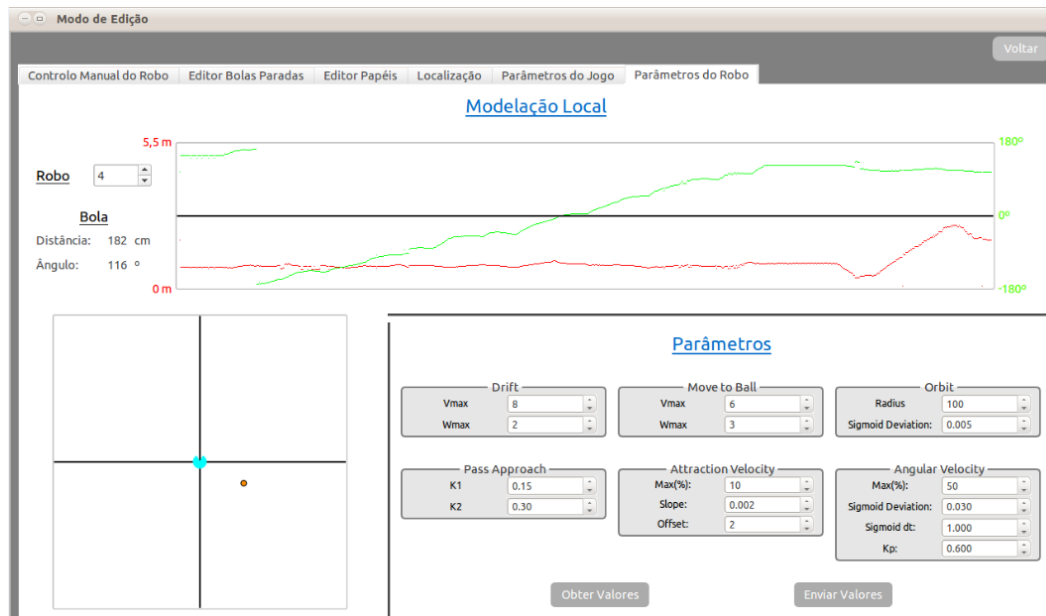 Modo de Edição
Voltar
Controlo Manual do Robo Editor Bolas Paradas Editor Papéis Localização Parâmetros do Jogo Parâmetros do Robo
Modelação Local
5,5 m 180º
Robo 4
Bola 0º
Distância: 182 cm
Ângulo: 116 º
0 m -180º
Parâmetros
Drift Move to Ball Orbit
Vmax 8 Vmax 6 Radius 100
Wmax 2 Wmax 3 Sigmoid Deviation: 0.005
Pass Approach Attraction Velocity Angular Velocity
K1 0.15 Max(%): 10 Max(%): 50
K2 0.30 Slope: 0.002 Sigmoid Deviation: 0.030
Offset: 2 Sigmoid dt: 1.000
Kp: 0.600
Obter Valores Enviar Valores